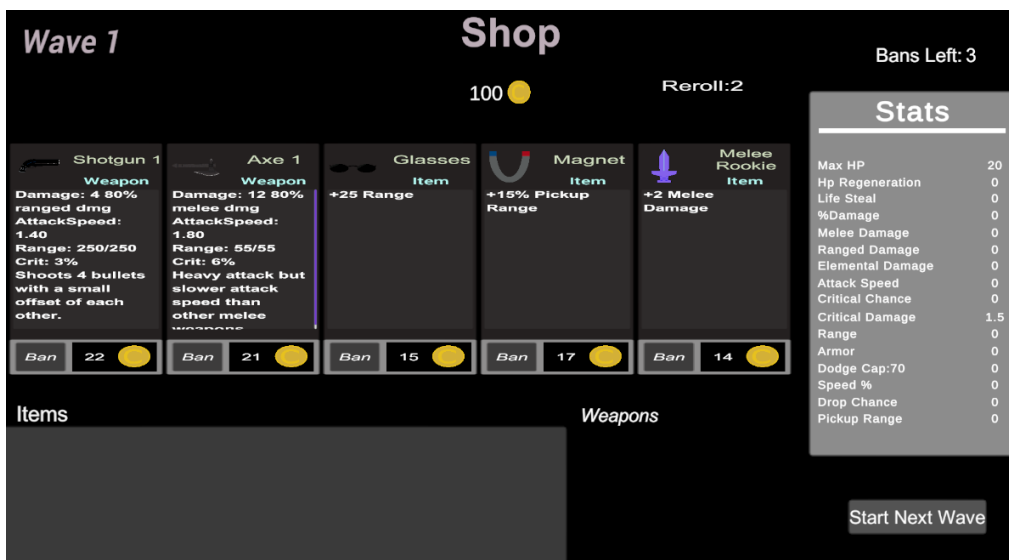 Wave 1
Shop
Bans Left: 3
100
Reroll:2
Shotgun 1
Weapon
Damage: 4 80%
ranged dmg
AttackSpeed:
1.40
Range: 250/250
Crit: 3%
Shoots 4 bullets
with a small
offset of each
other.
Ban 22
Axe 1
Weapon
Damage: 12 80%
melee dmg
AttackSpeed:
1.80
Range: 55/55
Crit: 6%
Heavy attack but
slower attack
speed than
other melee
weapons
Ban 21
Glasses
Item
+25 Range
Ban 15
Magnet
Item
+15% Pickup
Range
Ban 17
Melee
Rookie
Item
+2 Melee
Damage
Ban 14
Stats
Max HP 20
Hp Regeneration 0
Life Steal 0
%Damage 0
Melee Damage 0
Ranged Damage 0
Elemental Damage 0
Attack Speed 0
Critical Chance 0
Critical Damage 1.5
Range 0
Armor 0
Dodge Cap:70 0
Speed % 0
Drop Chance 0
Pickup Range 0
Items
Weapons
Start Next Wave